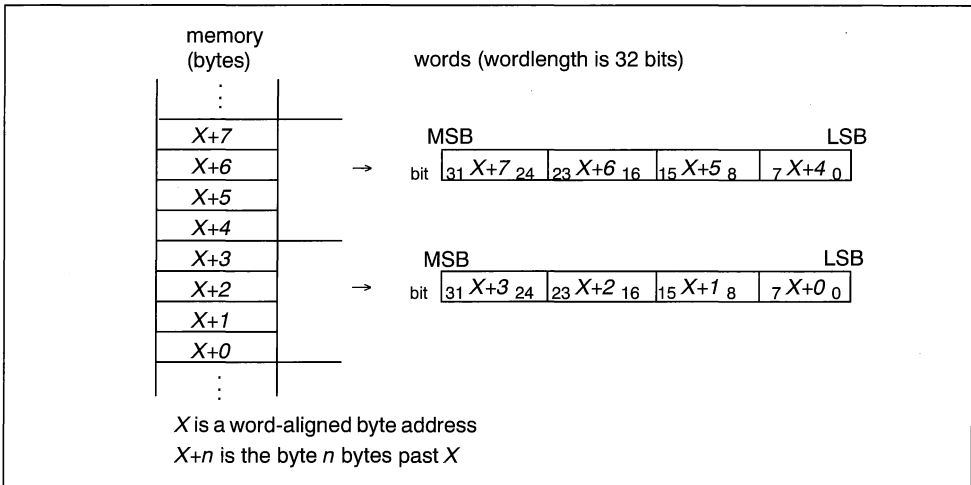 memory
(bytes)
words (wordlength is 32 bits)
X+7
X+6
X+5
X+4
X+3
X+2
X+1
X+0
→
MSB LSB
bit 31 X+7 24 23 X+6 16 15 X+5 8 7 X+4 0
→
MSB LSB
bit 31 X+3 24 23 X+2 16 15 X+1 8 7 X+0 0
X is a word-aligned byte address
X+n is the byte n bytes past X